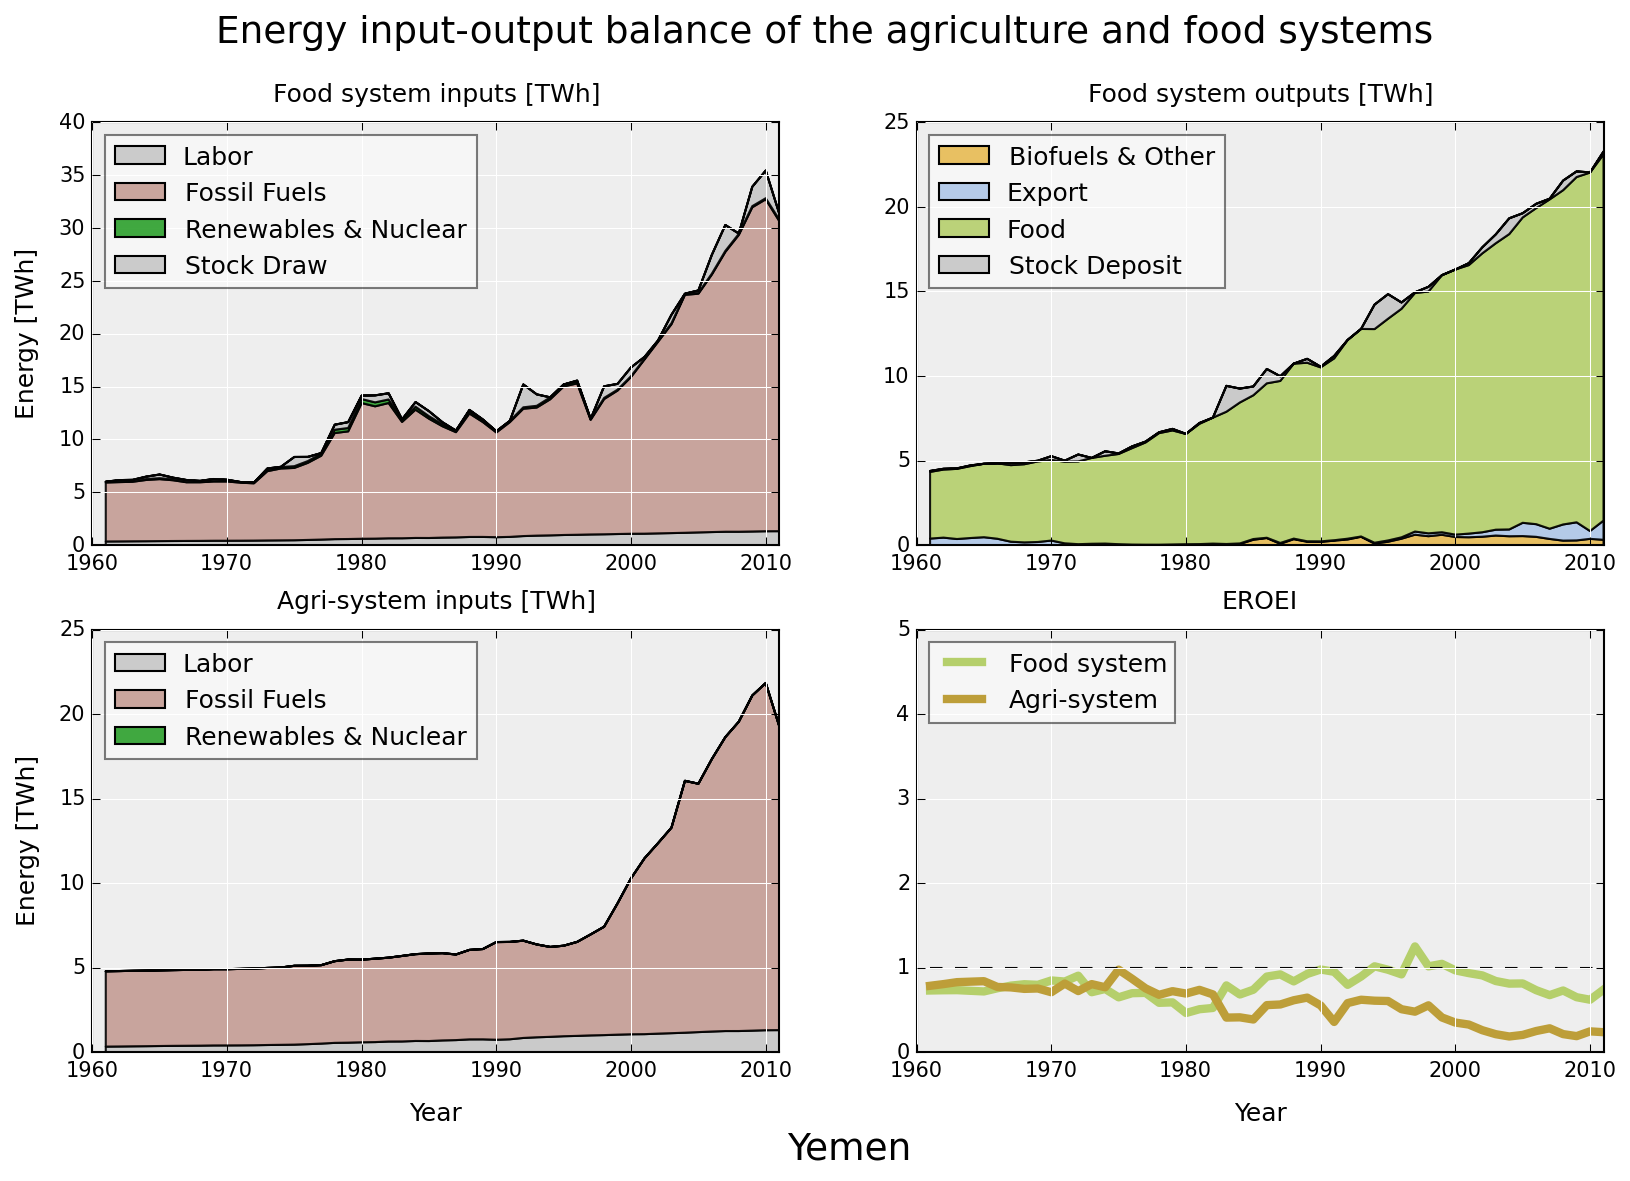 Energy input-output balance of the agriculture and food systems
Food system inputs [TWh]
Energy [TWh]
40
35
30
25
20
15
10
5
0
Labor
Fossil Fuels
Renewables & Nuclear
Stock Draw
1960 1970 1980 1990 2000 2010
Food system outputs [TWh]
25
20
15
10
5
0
Biofuels & Other
Export
Food
Stock Deposit
1960 1970 1980 1990 2000 2010
Agri-system inputs [TWh]
Energy [TWh]
25
20
15
10
5
0
Labor
Fossil Fuels
Renewables & Nuclear
1960 1970 1980 1990 2000 2010
Year
EROEI
5
4
3
2
1
0
Food system
Agri-system
1960 1970 1980 1990 2000 2010
Year
Yemen